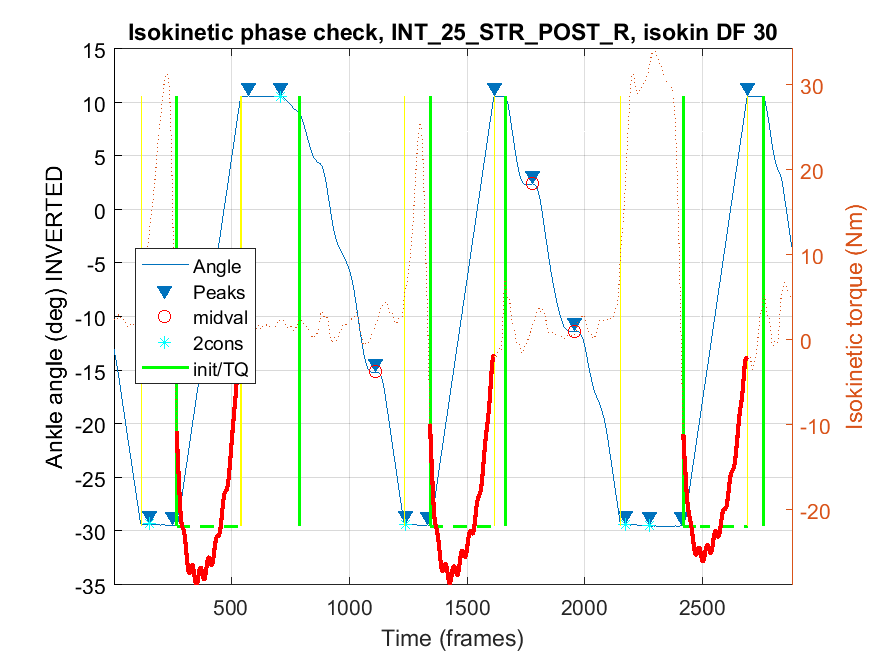 Isokinetic phase check, INT_25_STR_POST_R, isokin DF 30
15
10
5
0
-5
-10
-15
-20
-25
-30
-35
Ankle angle (deg) INVERTED
Angle
Peaks
midval
2cons
init/TQ
30
20
10
0
-10
-20
Isokinetic torque (Nm)
500
1000
1500
2000
2500
Time (frames)